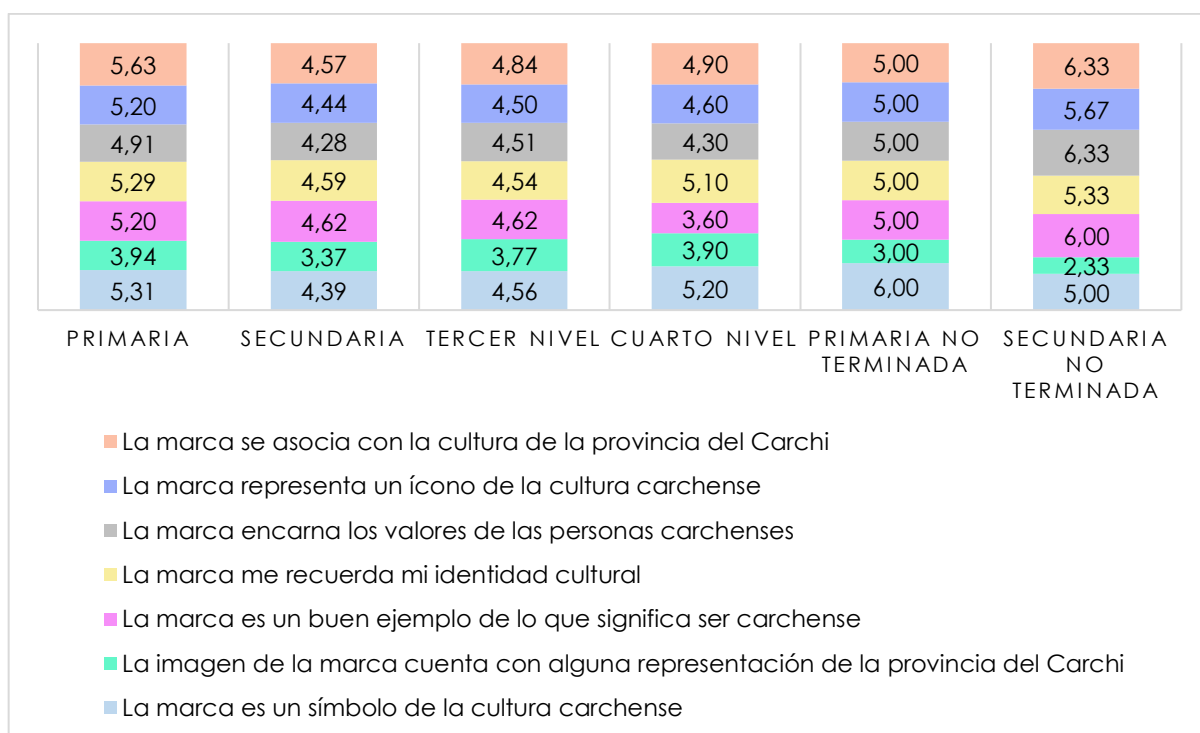 5,63 4,57 4,84 4,90 5,00 6,33
5,20 4,44 4,50 4,60 5,00 5,67
4,91 4,28 4,51 4,30 5,00 6,33
5,29 4,59 4,54 5,10 5,00 5,33
5,20 4,62 4,62 3,60 5,00 6,00
3,94 3,37 3,77 3,90 3,00 2,33
5,31 4,39 4,56 5,20 6,00 5,00
PRIMARIA SECUNDARIA TERCER NIVEL CUARTO NIVEL PRIMARIA NO SECUNDARIA
TERMINADA NO
TERMINADA
La marca se asocia con la cultura de la provincia del Carchi
La marca representa un ícono de la cultura carchense
La marca encarna los valores de las personas carchenses
La marca me recuerda mi identidad cultural
La marca es un buen ejemplo de lo que significa ser carchense
La imagen de la marca cuenta con alguna representación de la provincia del Carchi
La marca es un símbolo de la cultura carchense